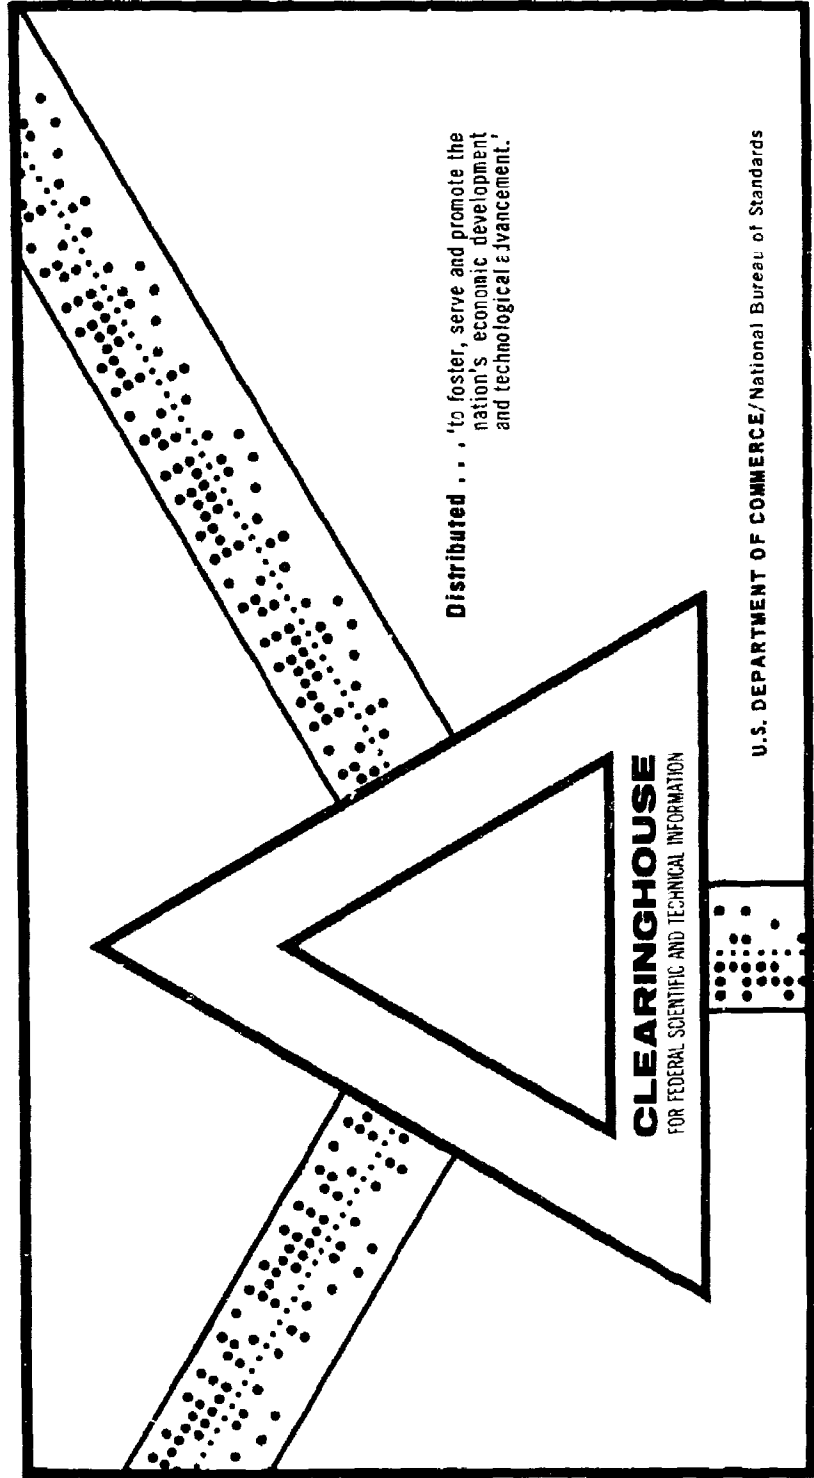 CLEARINGHOUSE
FOR FEDERAL SCIENTIFIC AND TECHNICAL INFORMATION
Distributed . . . 'to foster, serve and promote the
nation's economic development
and technological advancement.'
U.S. DEPARTMENT OF COMMERCE/National Bureau of Standards